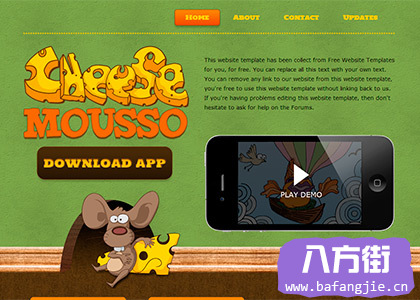 Home About Contact Updates
Cheese
MOUSSO
This website template has been collect from Free Website Templates
for you, for free. You can replace all this text with your own text.
You can remove any link to our website from this website template,
you're free to use this website template without linking back to us.
If you're having problems editing this website template, then don't
hesitate to ask for help on the Forums.
DOWNLOAD APP
PLAY DEMO
八方街
www.bafangjie.cn